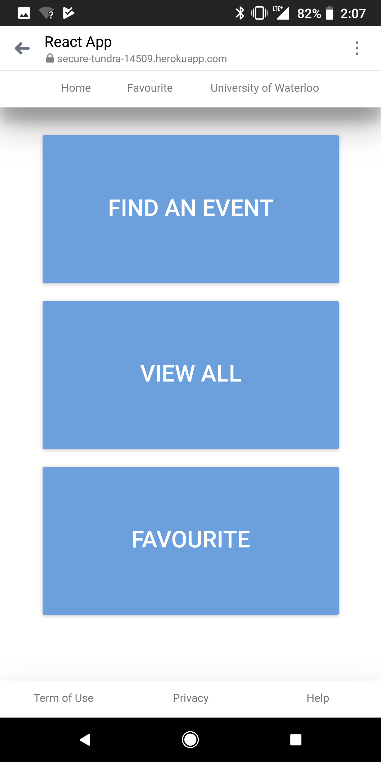 LTE+ 82% 2:07
React App
secure-tundra-14509.herokuapp.com
Home Favourite University of Waterloo
FIND AN EVENT
VIEW ALL
FAVOURITE
Term of Use Privacy Help